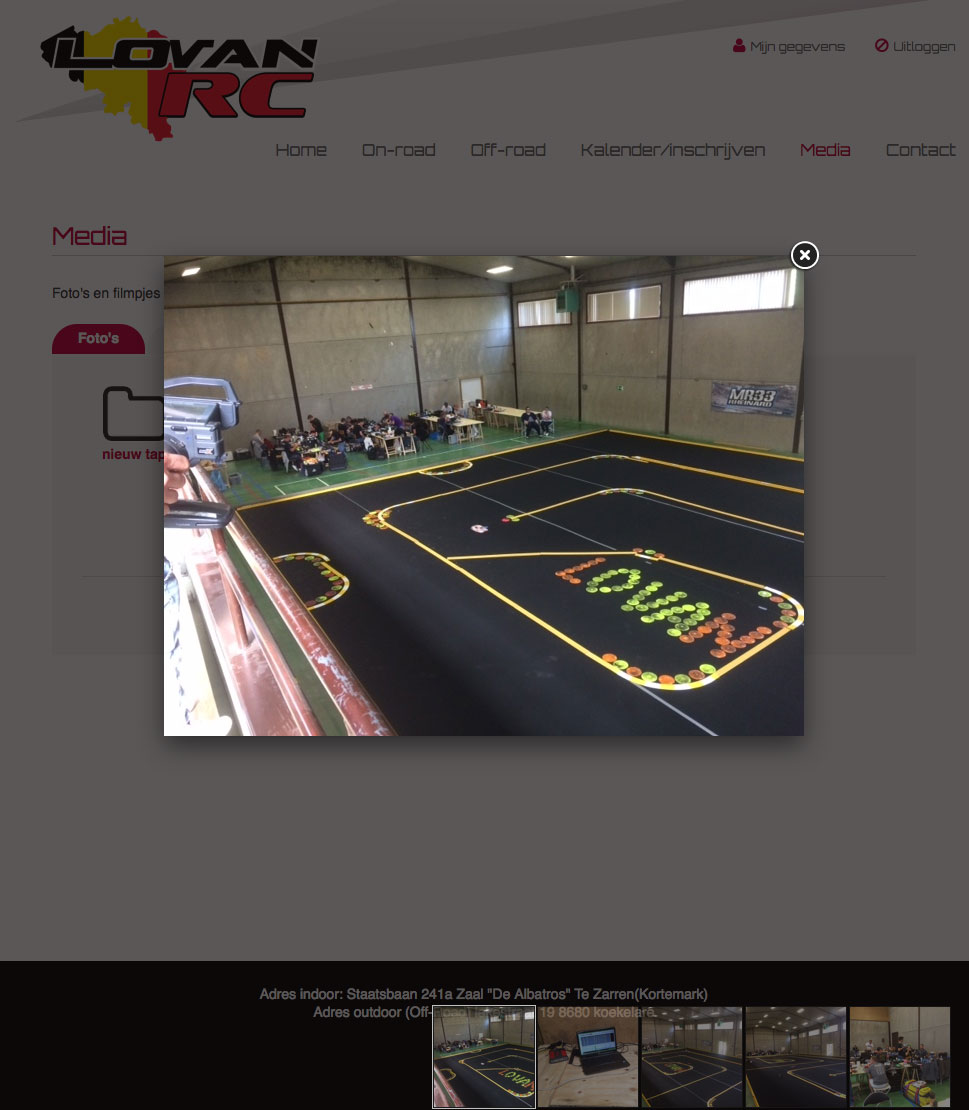 LOVAN
RC
Mijn gegevens
Uitloggen
Home
On-road
Off-road
Kalender/inschrijven
Media
Contact
Media
Foto's en filmpjes
Foto's
nieuw tap
MR33
RHEINARD
LOVAN
Adres indoor: Staatsbaan 241a Zaal "De Albatros" Te Zarren(Kortemark)
Adres outdoor (Off- 19 8680 koekelare